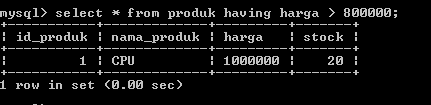 mysql> select * from produk having harga > 800000;
+-----------+-------------+---------+-------+
| id_produk | nama_produk | harga   | stock |
+-----------+-------------+---------+-------+
|         1 | CPU         | 1000000 |    20 |
+-----------+-------------+---------+-------+
1 row in set (0.00 sec)